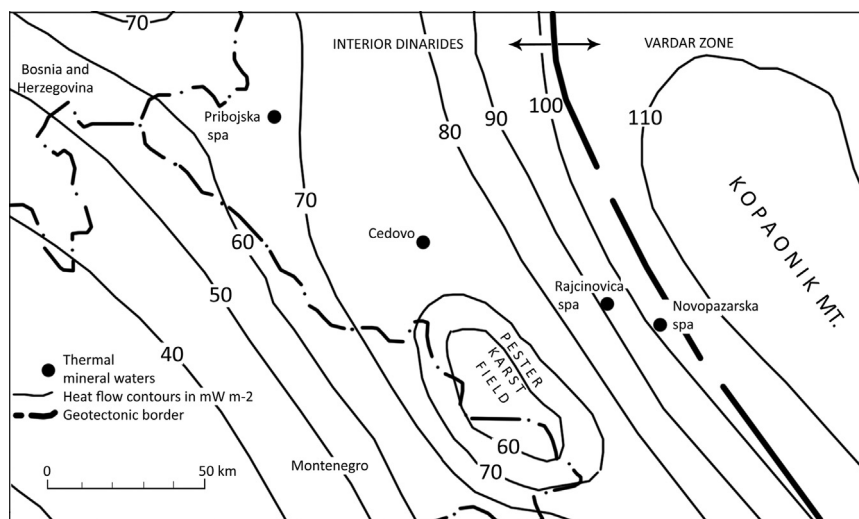 70
INTERIOR DINARIDES
VARDAR ZONE
Bosnia and
Herzegovina
Pribojska
spa
80
90
100
110
70
60
50
40
Cedovo
KOPAONIK MT.
Rajcinovica
spa
Novopazarska
spa
PESTER
KARST
FIELD
60
70
Thermal
mineral waters
Heat flow contours in mW m-2
Geotectonic border
0
50 km
Montenegro